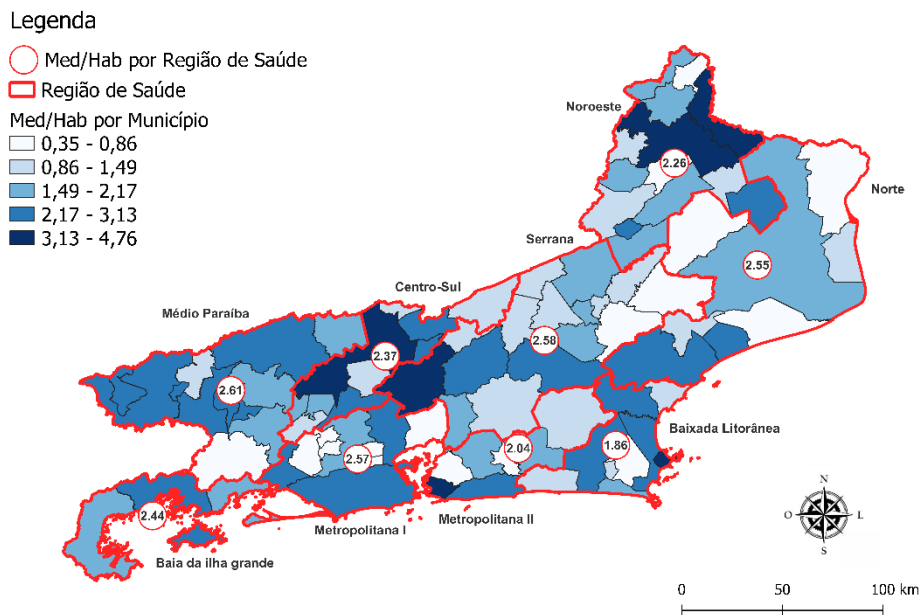 Legenda
Med/Hab por Região de Saúde
Região de Saúde
Med/Hab por Município
0,35 - 0,86
0,86 - 1,49
1,49 - 2,17
2,17 - 3,13
3,13 - 4,76
Noroeste
2.26
Norte
Serrana
2.55
Centro-Sul
Médio Paraíba
2.58
2.37
2.61
Baixada Litorânea
2.04
1.86
2.57
N
O
L
S
2.44
Metropolitana I
Metropolitana II
Baia da ilha grande
0
50
100 km